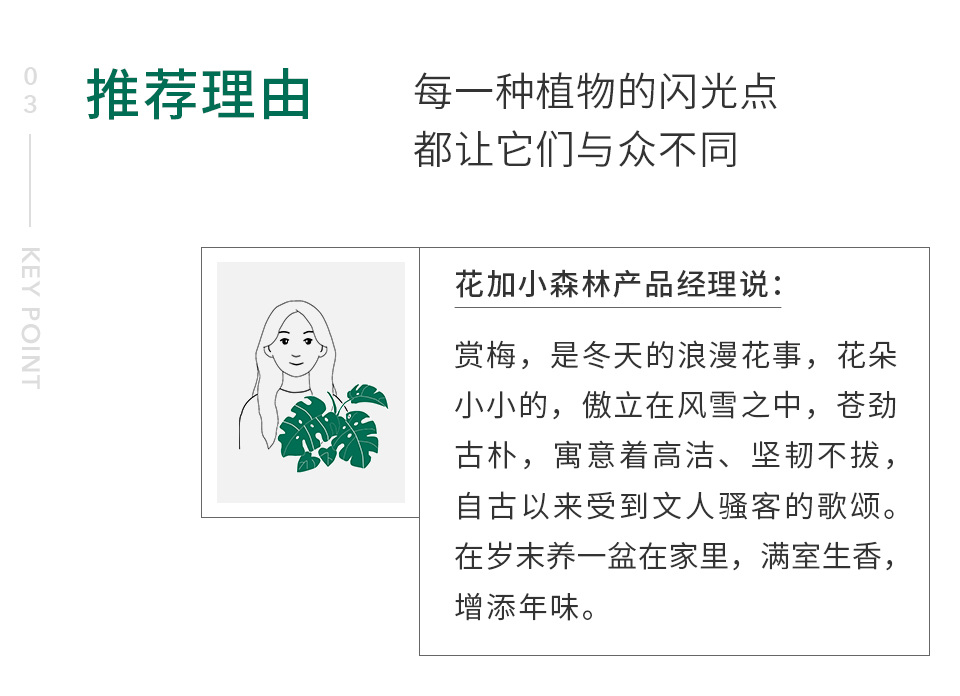 03
KEY POINT
推荐理由
每一种植物的闪光点
都让它们与众不同
花加小森林产品经理说：
赏梅，是冬天的浪漫花事，花朵
小小的，傲立在风雪之中，苍劲
古朴，寓意着高洁、坚韧不拔，
自古以来受到文人骚客的歌颂。
在岁末养一盆在家里，满室生香，
增添年味。